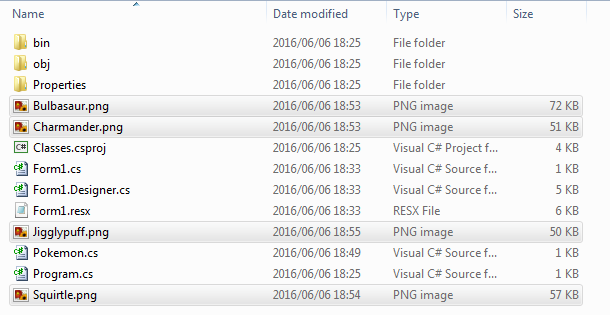 Name Date modified Type Size
bin 2016/06/06 18:25 File folder
obj 2016/06/06 18:25 File folder
Properties 2016/06/06 18:25 File folder
Bulbasaur.png 2016/06/06 18:53 PNG image 72 KB
Charmander.png 2016/06/06 18:53 PNG image 51 KB
C# Classes.csproj 2016/06/06 18:25 Visual C# Project f... 4 KB
Form1.cs 2016/06/06 18:33 Visual C# Source f... 1 KB
Form1.Designer.cs 2016/06/06 18:33 Visual C# Source f... 5 KB
Form1.resx 2016/06/06 18:33 RESX File 6 KB
Jigglypuff.png 2016/06/06 18:55 PNG image 50 KB
Pokemon.cs 2016/06/06 18:49 Visual C# Source f... 1 KB
Program.cs 2016/06/06 18:25 Visual C# Source f... 1 KB
Squirtle.png 2016/06/06 18:54 PNG image 57 KB